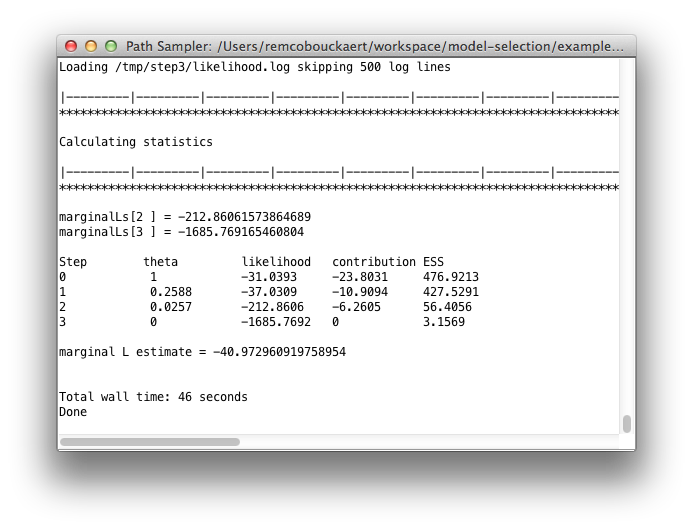 Path Sampler: /Users/remcobouckaert/workspace/model-selection/example...
Loading /tmp/step3/likelihood.log skipping 500 log lines
|---------|---------|---------|---------|---------|---------|---------|---------
********************************************************************************
Calculating statistics
|---------|---------|---------|---------|---------|---------|---------|---------
********************************************************************************
marginalLs[2 ] = -212.86061573864689
marginalLs[3 ] = -1685.769165460804
Step        theta         likelihood   contribution ESS
0            1            -31.0393     -23.8031     476.9213
1            0.2588       -37.0309     -10.9094     427.5291
2            0.0257       -212.8606    -6.2605      56.4056
3            0            -1685.7692   0            3.1569
marginal L estimate = -40.972960919758954
Total wall time: 46 seconds
Done